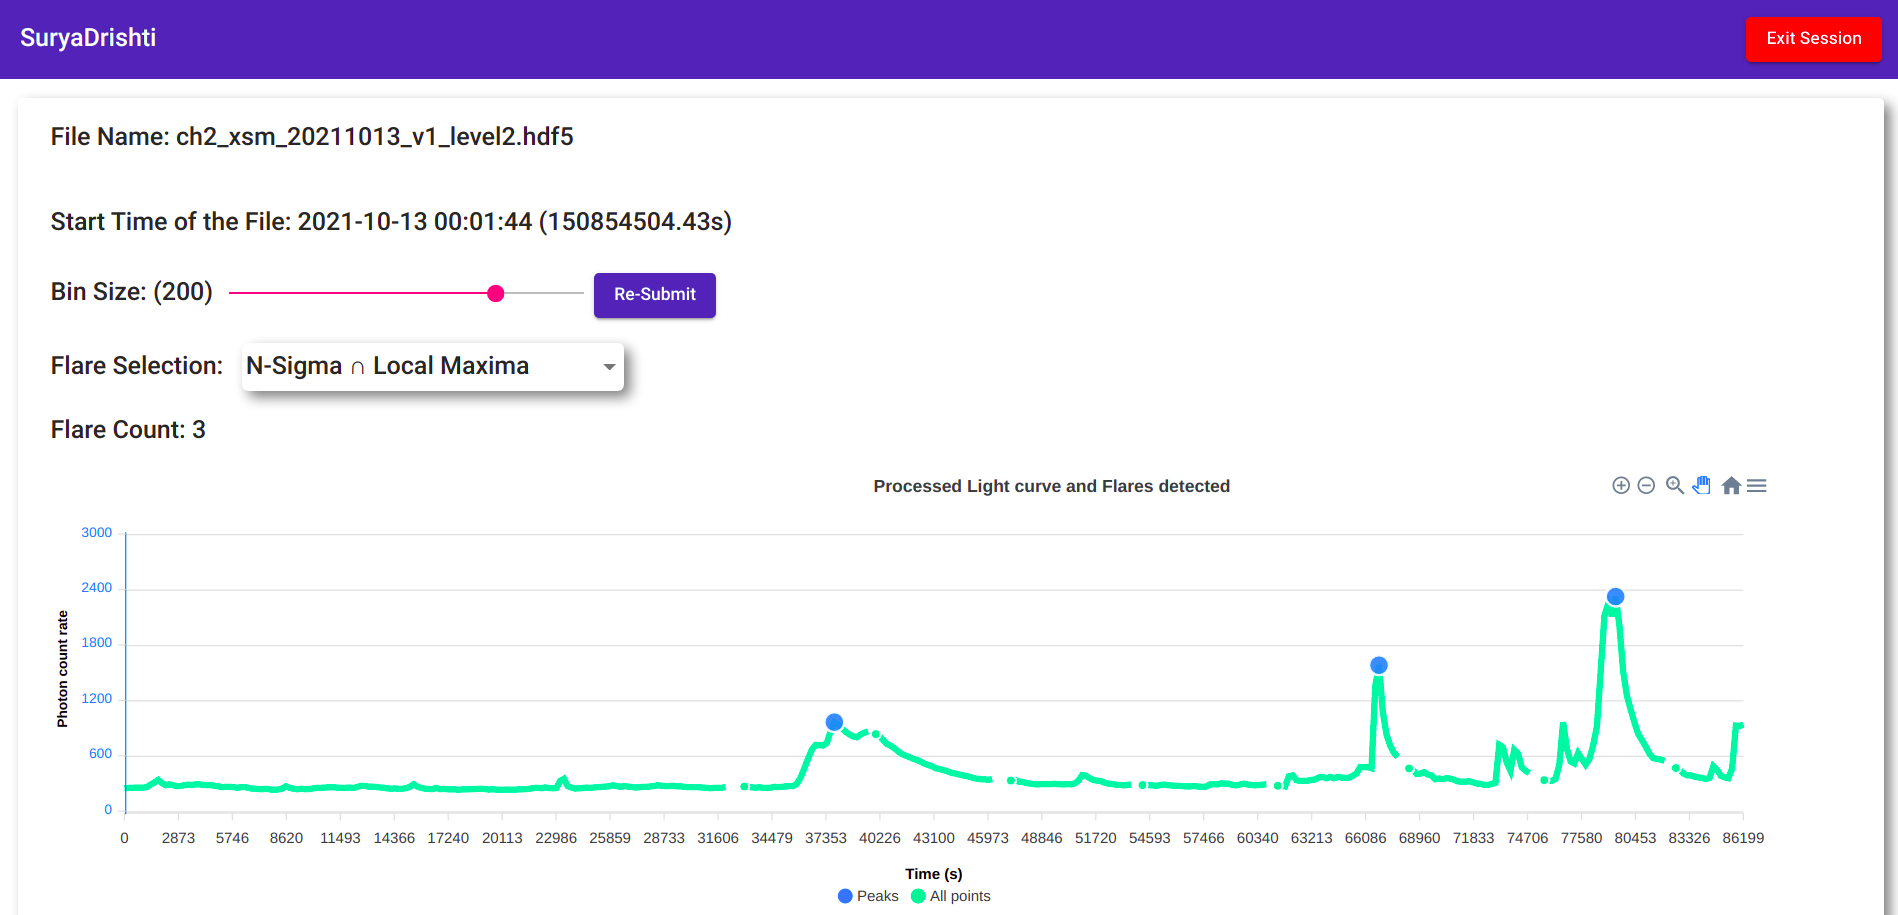 SuryaDrishti
Exit Session
File Name: ch2_xsm_20211013_v1_level2.hdf5
Start Time of the File: 2021-10-13 00:01:44 (150854504.43s)
Bin Size: (200)
Re-Submit
Flare Selection:
N-Sigma ∩ Local Maxima
Flare Count: 3
Processed Light curve and Flares detected
3000
2400
1800
1200
600
0
Photon count rate
0 2873 5746 8620 11493 14366 17240 20113 22986 25859 28733 31606 34479 37353 40226 43100 45973 48846 51720 54593 57466 60340 63213 66086 68960 71833 74706 77580 80453 83326 86199
Time (s)
Peaks All points